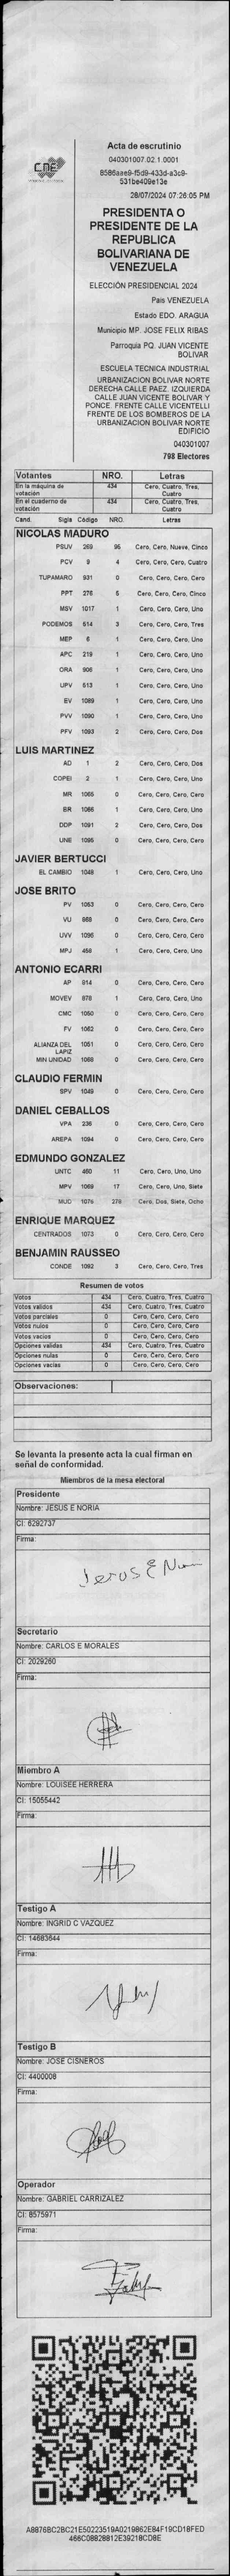 CNE
Acta de escrutinio
040301007.02.1.0001
8586aae9-f5d9-433d-a3c9-
531be409e13e
28/07/2024 07:26:05 PM
PRESIDENTA O
PRESIDENTE DE LA
REPUBLICA
BOLIVARIANA DE
VENEZUELA
ELECCIÓN PRESIDENCIAL 2024
Pais VENEZUELA
Estado EDO. ARAGUA
Municipio MP. JOSE FELIX RIBAS
Parroquia PQ. JUAN VICENTE
BOLIVAR
ESCUELA TECNICA INDUSTRIAL
URBANIZACION BOLIVAR NORTE
DERECHA CALLE PAEZ. IZQUIERDA
CALLE JUAN VICENTE BOLIVAR Y
PONCE. FRENTE CALLE VICENTELLI
FRENTE DE LOS BOMBEROS DE LA
URBANIZACION BOLIVAR NORTE
EDIFICIO
040301007
798 Electores
Votantes NRO. Letras
En la máquina de votación 434 Cero, Cuatro, Tres, Cuatro
En el cuaderno de votación 434 Cero, Cuatro, Tres, Cuatro
Cand. Sigla Código NRO. Letras
NICOLAS MADURO
PSUV 269 95 Cero, Cero, Nueve, Cinco
PCV 9 4 Cero, Cero, Cero, Cuatro
TUPAMARO 931 0 Cero, Cero, Cero, Cero
PPT 276 5 Cero, Cero, Cero, Cinco
MSV 1017 1 Cero, Cero, Cero, Uno
PODEMOS 514 3 Cero, Cero, Cero, Tres
MEP 6 1 Cero, Cero, Cero, Uno
APC 219 1 Cero, Cero, Cero, Uno
ORA 906 1 Cero, Cero, Cero, Uno
UPV 613 1 Cero, Cero, Cero, Uno
EV 1089 1 Cero, Cero, Cero, Uno
PVV 1090 1 Cero, Cero, Cero, Uno
PFV 1093 2 Cero, Cero, Cero, Dos
LUIS MARTINEZ
AD 1 2 Cero, Cero, Cero, Dos
COPEI 2 1 Cero, Cero, Cero, Uno
MR 1065 0 Cero, Cero, Cero, Cero
BR 1066 1 Cero, Cero, Cero, Uno
DDP 1091 2 Cero, Cero, Cero, Dos
UNE 1095 0 Cero, Cero, Cero, Cero
JAVIER BERTUCCI
EL CAMBIO 1048 1 Cero, Cero, Cero, Uno
JOSE BRITO
PV 1053 0 Cero, Cero, Cero, Cero
VU 868 0 Cero, Cero, Cero, Cero
UVV 1096 0 Cero, Cero, Cero, Cero
MPJ 458 1 Cero, Cero, Cero, Uno
ANTONIO ECARRI
AP 814 0 Cero, Cero, Cero, Cero
MOVEV 878 1 Cero, Cero, Cero, Uno
CMC 1050 0 Cero, Cero, Cero, Cero
FV 1062 0 Cero, Cero, Cero, Cero
ALIANZA DEL LAPIZ 1051 0 Cero, Cero, Cero, Cero
MIN UNIDAD 1068 0 Cero, Cero, Cero, Cero
CLAUDIO FERMIN
SPV 1049 0 Cero, Cero, Cero, Cero
DANIEL CEBALLOS
VPA 236 0 Cero, Cero, Cero, Cero
AREPA 1094 0 Cero, Cero, Cero, Cero
EDMUNDO GONZALEZ
UNTC 460 11 Cero, Cero, Uno, Uno
MPV 1069 17 Cero, Cero, Uno, Siete
MUD 1076 278 Cero, Dos, Siete, Ocho
ENRIQUE MARQUEZ
CENTRADOS 1073 0 Cero, Cero, Cero, Cero
BENJAMIN RAUSSEO
CONDE 1092 3 Cero, Cero, Cero, Tres
Resumen de votos
Votos 434 Cero, Cuatro, Tres, Cuatro
Votos validos 434 Cero, Cuatro, Tres, Cuatro
Votos parciales 0 Cero, Cero, Cero, Cero
Votos nulos 0 Cero, Cero, Cero, Cero
Votos vacios 0 Cero, Cero, Cero, Cero
Opciones validas 434 Cero, Cuatro, Tres, Cuatro
Opciones nulas 0 Cero, Cero, Cero, Cero
Opciones vacias 0 Cero, Cero, Cero, Cero
Observaciones:
Se levanta la presente acta la cual firman en
señal de conformidad.
Miembros de la mesa electoral
Presidente
Nombre: JESUS E NORIA
CI: 6282737
Firma:
Jesus E N
Secretario
Nombre: CARLOS E MORALES
CI: 2029260
Firma:
Miembro A
Nombre: LOUISEE HERRERA
CI: 15055442
Firma:
Testigo A
Nombre: INGRID C VAZQUEZ
CI: 14683644
Firma:
Testigo B
Nombre: JOSE CISNEROS
CI: 4400008
Firma:
Operador
Nombre: GABRIEL CARRIZALEZ
CI: 8575971
Firma:
A8876BC2BC21E50223519A0219862E84F19CD18FED
466C08828812E39218CD8E